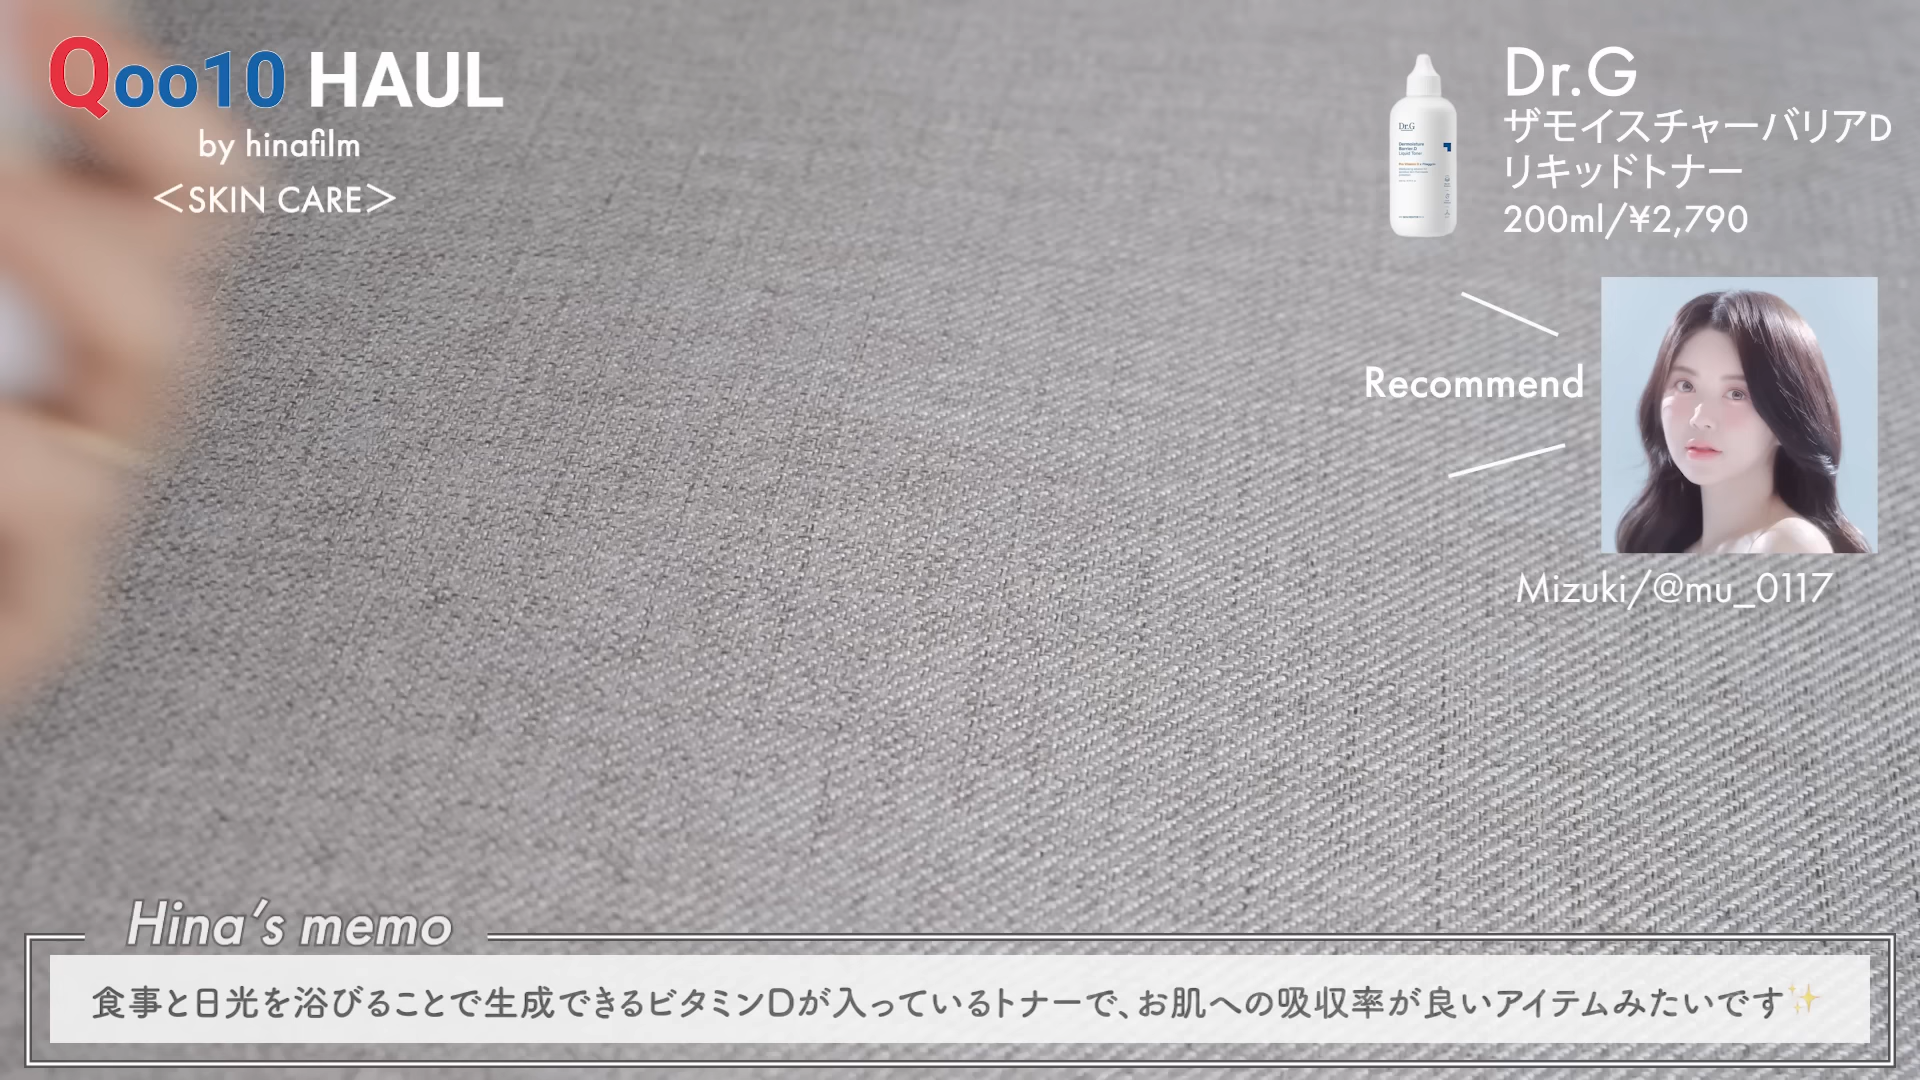 Qoo10 HAUL
by hinafilm
＜SKIN CARE＞
Dr.G
ザモイスチャーバリアD
リキッドトナー
200ml/¥2,790
Dr.G
Recommend
Mizuki/@mu_0117
Hina's memo
食事と日光を浴びることで生成できるビタミンDが入っているトナーで、お肌への吸収率が良いアイテムみたいです✨